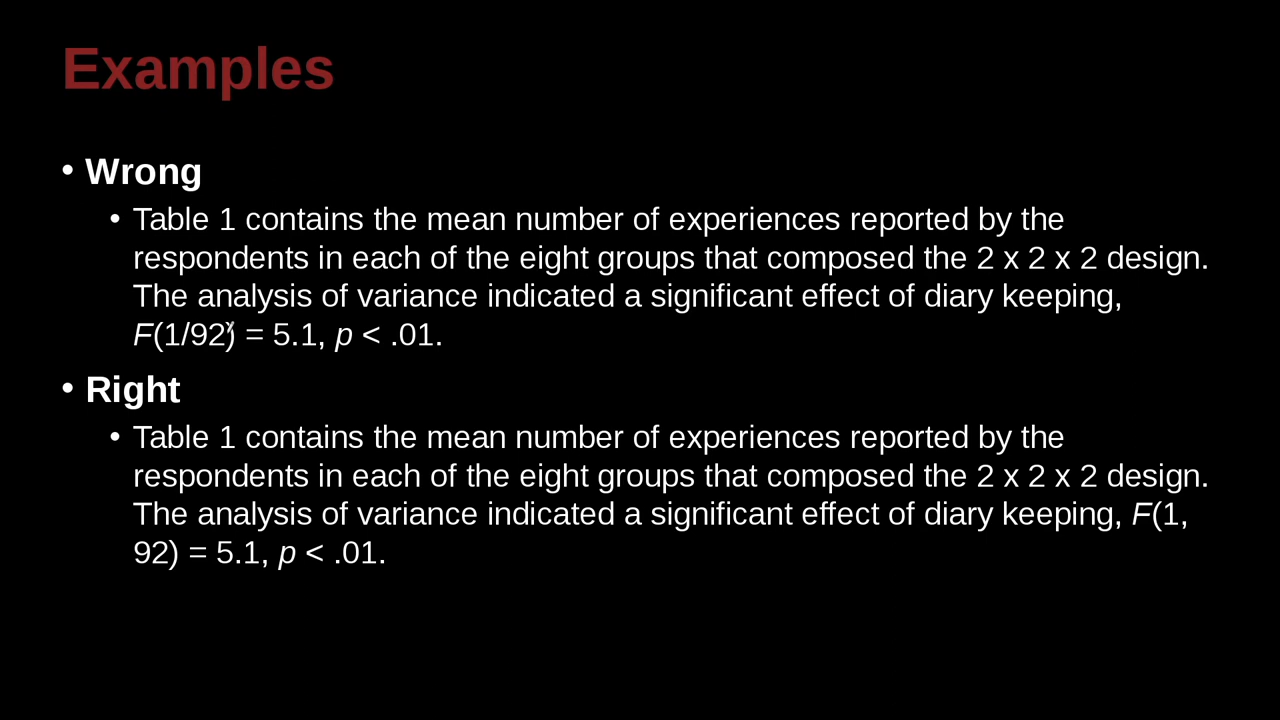 Examples
• Wrong
• Table 1 contains the mean number of experiences reported by the
respondents in each of the eight groups that composed the 2 x 2 x 2 design.
The analysis of variance indicated a significant effect of diary keeping,
F(1/92) = 5.1, p < .01.
• Right
• Table 1 contains the mean number of experiences reported by the
respondents in each of the eight groups that composed the 2 x 2 x 2 design.
The analysis of variance indicated a significant effect of diary keeping, F(1,
92) = 5.1, p < .01.